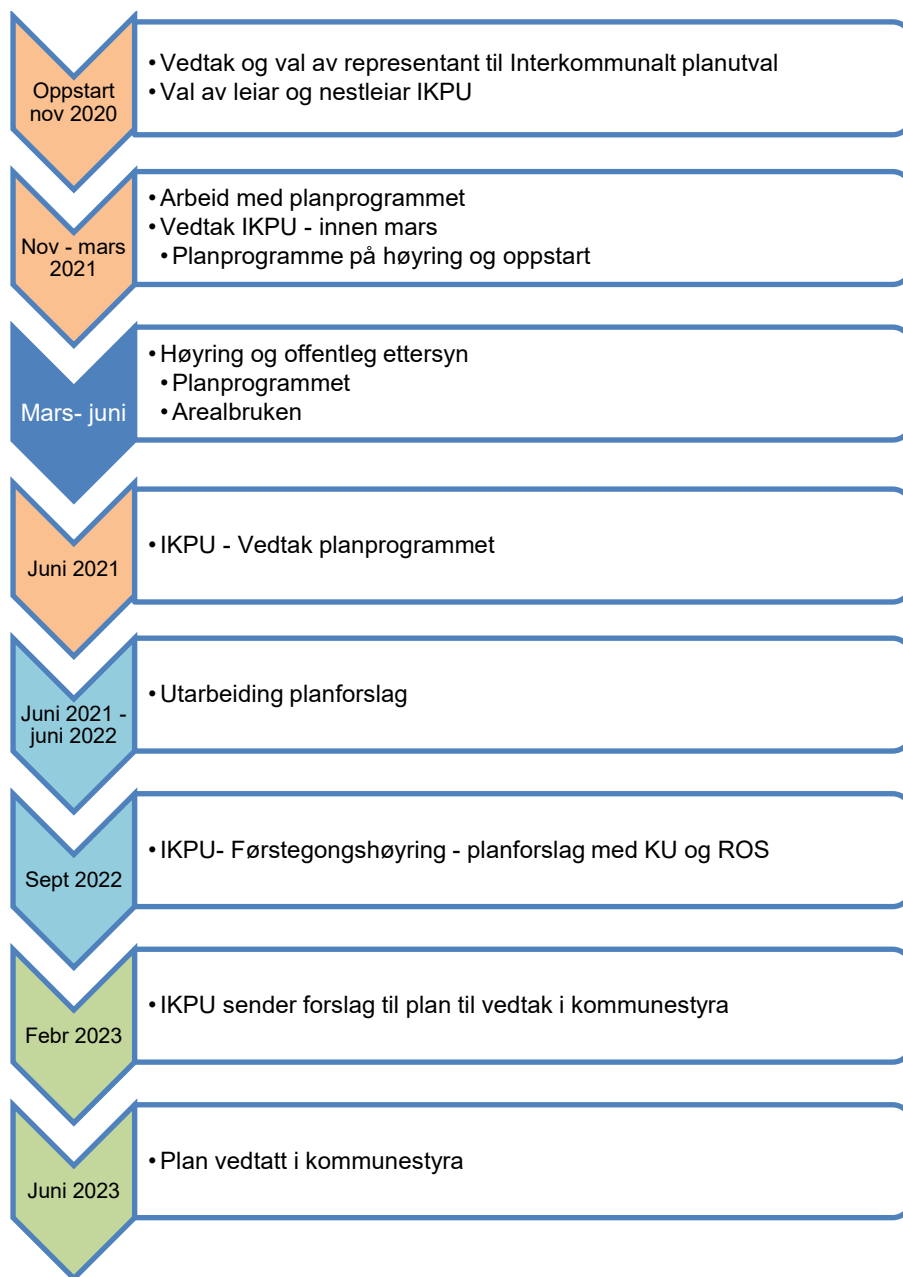 Oppstart
nov 2020
• Vedtak og val av representant til Interkommunalt planutval
• Val av leiar og nestleiar IKPU
Nov - mars
2021
• Arbeid med planprogrammet
• Vedtak IKPU - innen mars
• Planprogramme på høyring og oppstart
Mars- juni
• Høyring og offentleg ettersyn
• Planprogrammet
• Arealbruken
Juni 2021
• IKPU - Vedtak planprogrammet
Juni 2021 -
juni 2022
• Utarbeiding planforslag
Sept 2022
• IKPU- Førstegongshøyring - planforslag med KU og ROS
Febr 2023
• IKPU sender forslag til plan til vedtak i kommunestyra
Juni 2023
• Plan vedtatt i kommunestyra